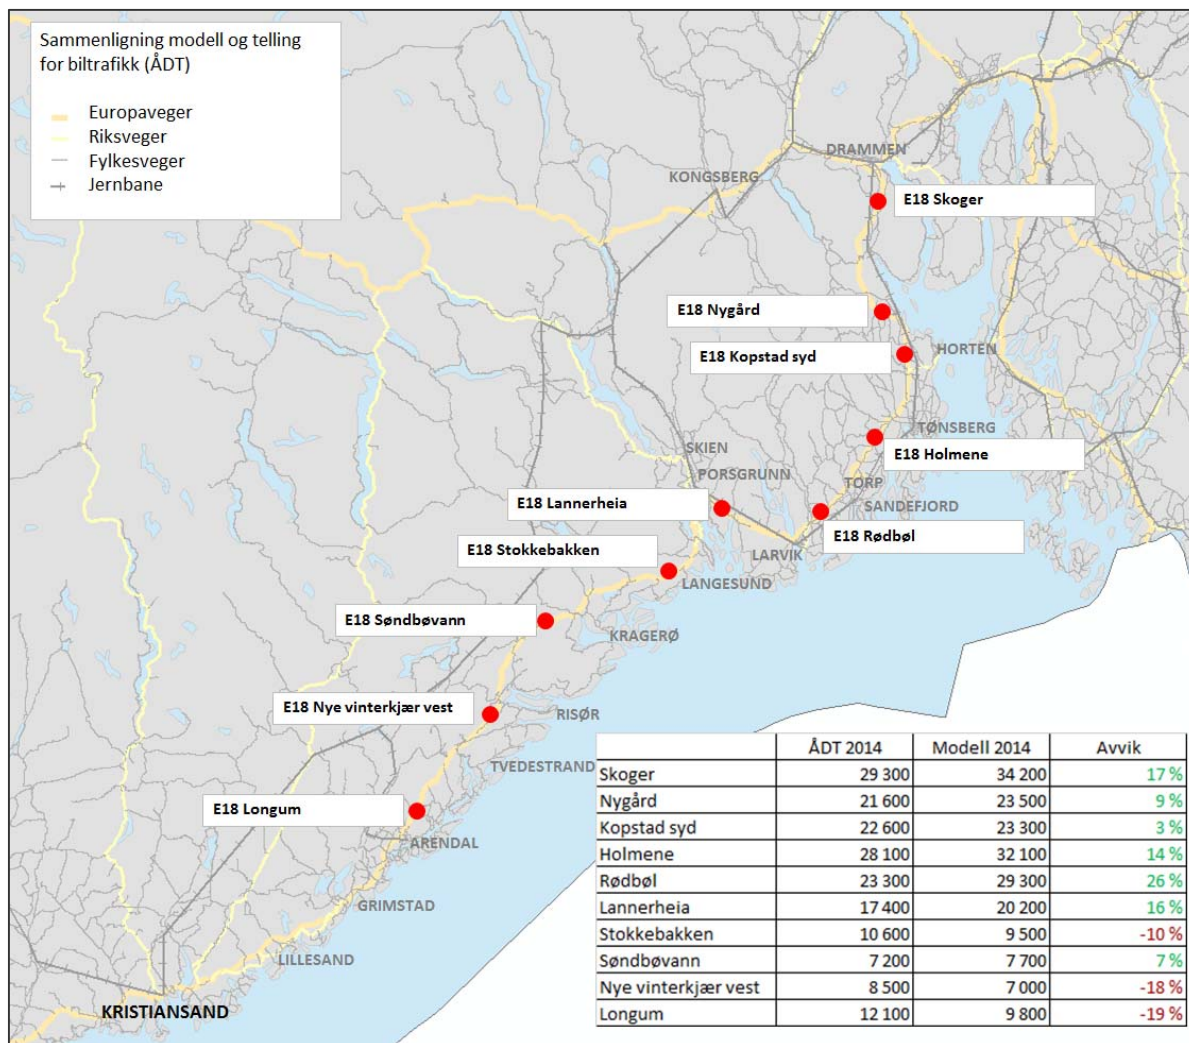 Sammenligning modell og telling
for biltrafikk (ÅDT)
Europaveger
Riksveger
Fylkesveger
Jernbane
DRAMMEN
KONGSBERG
E18 Skoger
E18 Nygård
E18 Kopstad syd
HORTEN
TØNSBERG
E18 Holmene
SKIEN
PORSGRUNN
TORP
SANDEFJORD
E18 Lannerheia
E18 Rødbøl
LARVIK
E18 Stokkebakken
LANGESUND
E18 Søndbøvann
KRAGERØ
E18 Nye vinterkjær vest
RISØR
TVEDESTRAND
E18 Longum
ARENDAL
GRIMSTAD
LILLESAND
KRISTIANSAND
ÅDT 2014 Modell 2014 Avvik
Skoger 29 300 34 200 17 %
Nygård 21 600 23 500 9 %
Kopstad syd 22 600 23 300 3 %
Holmene 28 100 32 100 14 %
Rødbøl 23 300 29 300 26 %
Lannerheia 17 400 20 200 16 %
Stokkebakken 10 600 9 500 -10 %
Søndbøvann 7 200 7 700 7 %
Nye vinterkjær vest 8 500 7 000 -18 %
Longum 12 100 9 800 -19 %